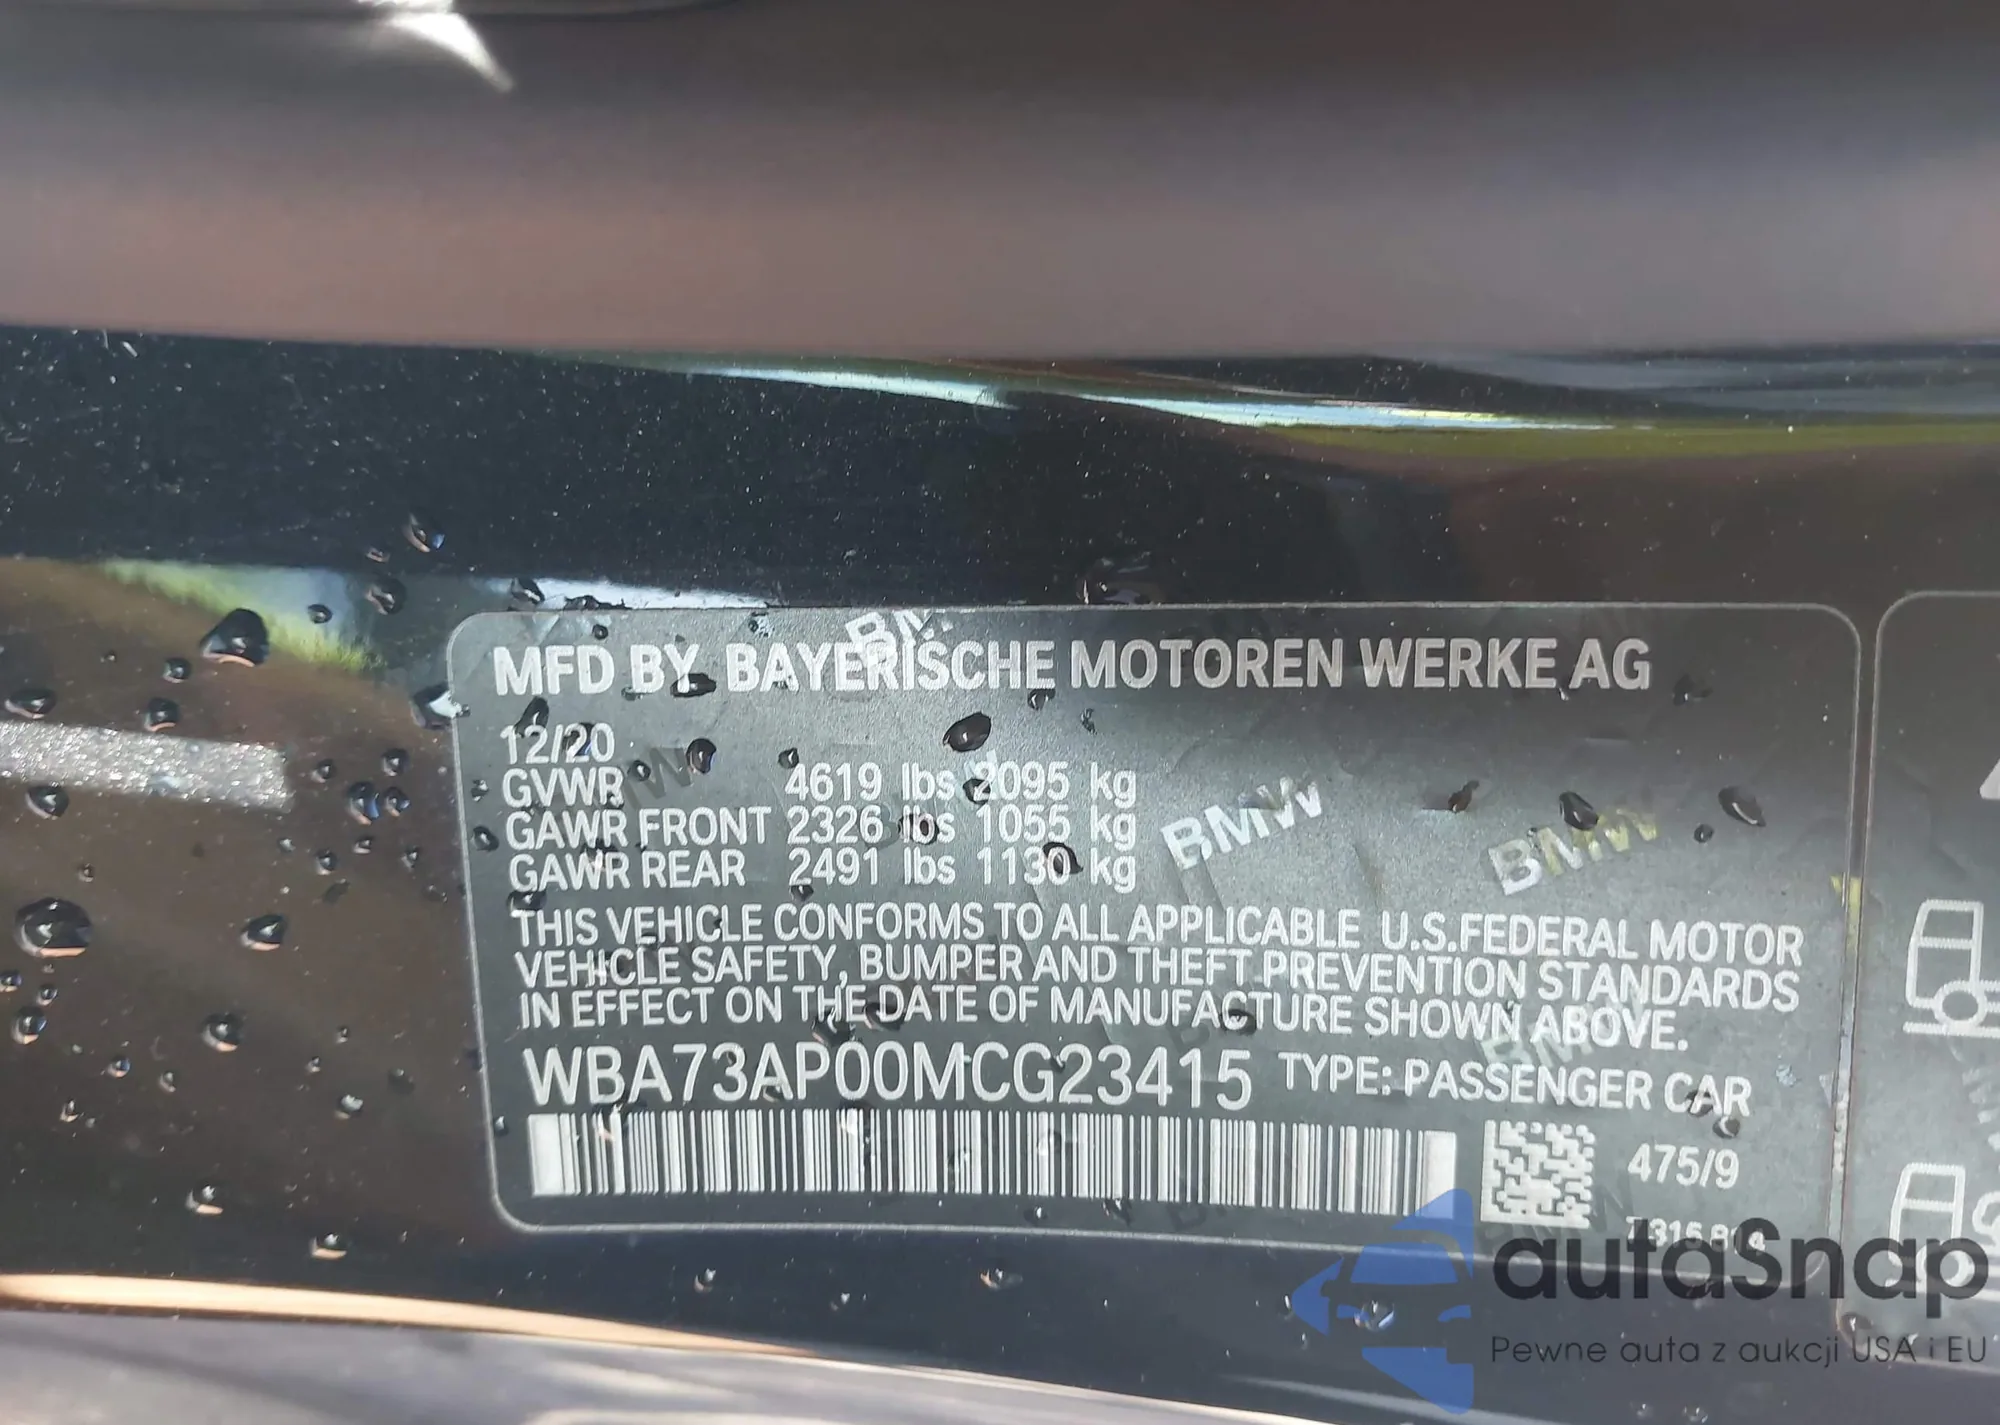 MFD BY BAYERISCHE MOTOREN WERKE AG
12/20
GVWR 4619 lbs 2095 kg
GAWR FRONT 2326 lbs 1055 kg
GAWR REAR 2491 lbs 1130 kg
BMW BMW
THIS VEHICLE CONFORMS TO ALL APPLICABLE U.S.FEDERAL MOTOR
VEHICLE SAFETY, BUMPER AND THEFT PREVENTION STANDARDS
IN EFFECT ON THE DATE OF MANUFACTURE SHOWN ABOVE.
WBA73AP00MCG23415 TYPE: PASSENGER CAR
475/9
autaSnap
Pewne auta z aukcji USA i EU